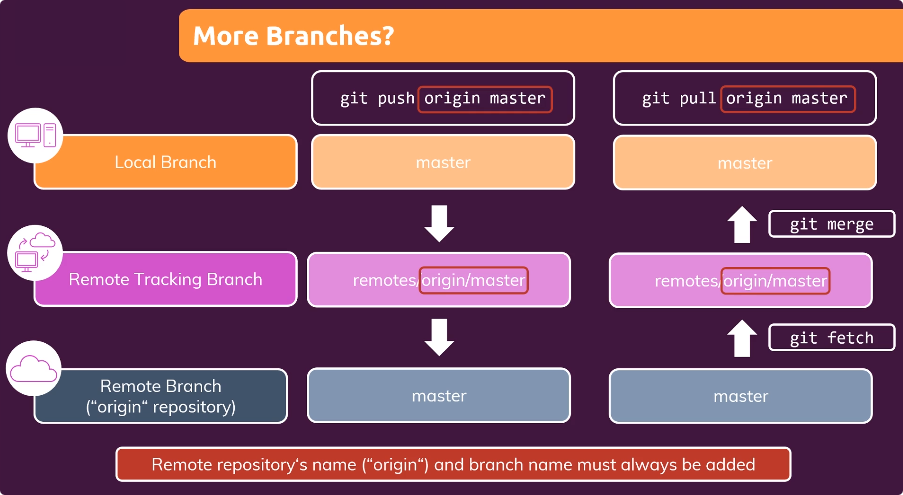 More Branches?
git push origin master
git pull origin master
Local Branch
master
master
git merge
Remote Tracking Branch
remotes/origin/master
remotes/origin/master
git fetch
Remote Branch
(“origin“ repository)
master
master
Remote repository‘s name (“origin“) and branch name must always be added